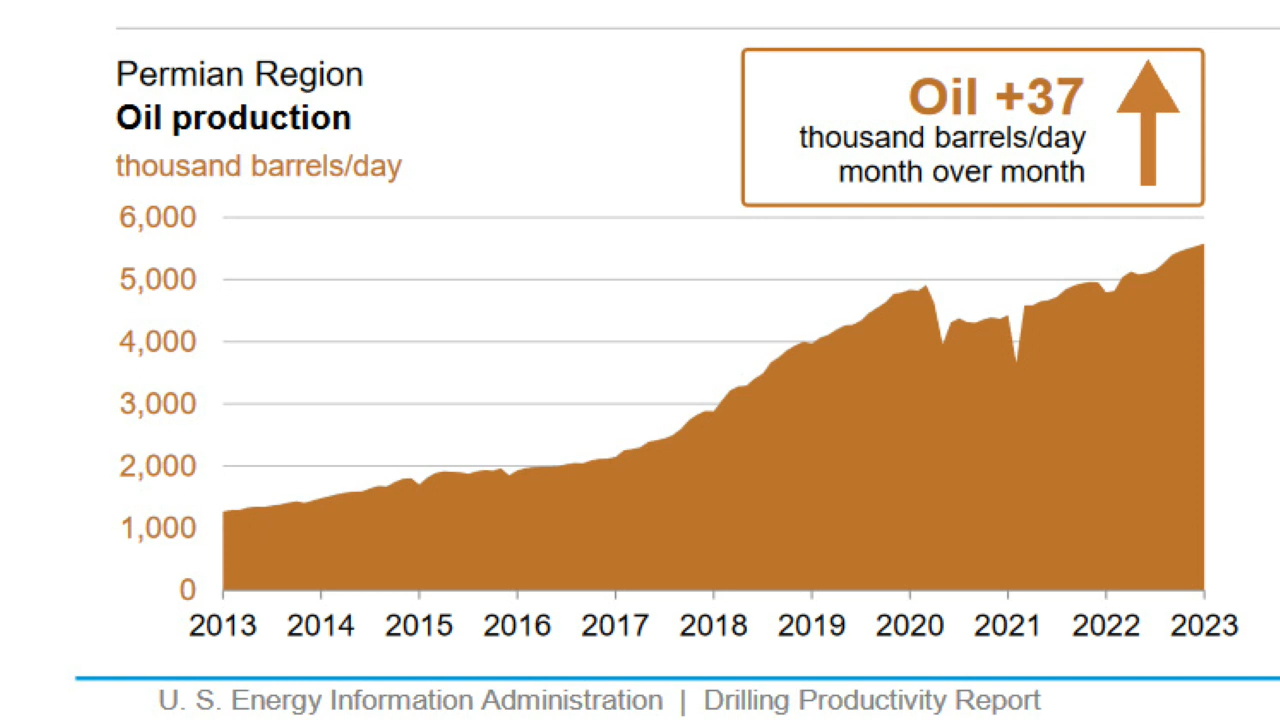 Permian Region
Oil production
thousand barrels/day
Oil +37
thousand barrels/day
month over month
6,000
5,000
4,000
3,000
2,000
1,000
0
2013 2014 2015 2016 2017 2018 2019 2020 2021 2022 2023
U. S. Energy Information Administration | Drilling Productivity Report